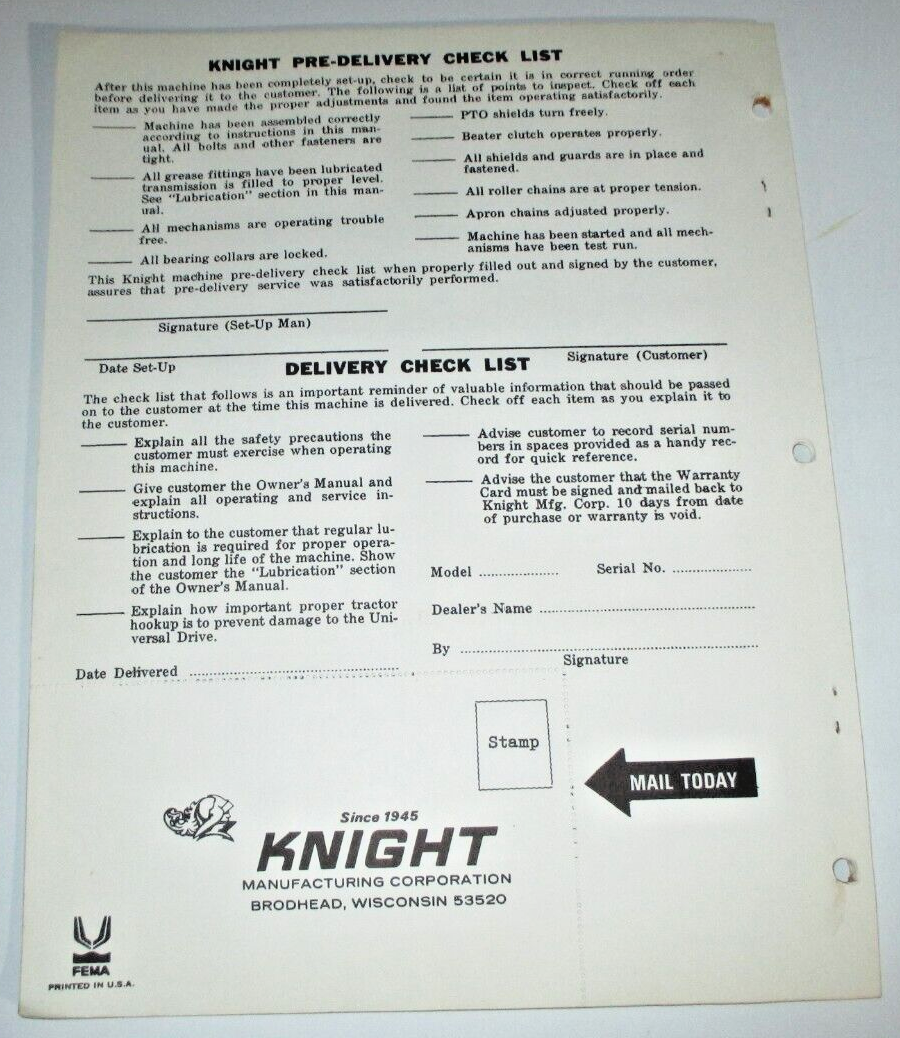 KNIGHT PRE-DELIVERY CHECK LIST
After this machine has been completely set-up, check to be certain it is in correct running order
before delivering it to the customer. The following is a list of points to inspect. Check off each
item as you have made the proper adjustments and found the item operating satisfactorily.
Machine has been assembled correctly
according to instructions in this man-
ual. All bolts and other fasteners are
tight.
All grease fittings have been lubricated
transmission is filled to proper level.
See "Lubrication" section in this man-
ual.
All mechanisms are operating trouble
free.
All bearing collars are locked.
PTO shields turn freely.
Beater clutch operates properly.
All shields and guards are in place and
fastened.
All roller chains are at proper tension.
Apron chains adjusted properly.
Machine has been started and all mech-
anisms have been test run.
This Knight machine pre-delivery check list when properly filled out and signed by the customer,
assures that pre-delivery service was satisfactorily performed.
Signature (Set-Up Man)
Date Set-Up
Signature (Customer)
DELIVERY CHECK LIST
The check list that follows is an important reminder of valuable information that should be passed
on to the customer at the time this machine is delivered. Check off each item as you explain it to
the customer.
Explain all the safety precautions the
customer must exercise when operating
this machine.
Give customer the Owner's Manual and
explain all operating and service in-
structions.
Explain to the customer that regular lu-
brication is required for proper opera-
tion and long life of the machine. Show
the customer the "Lubrication" section
of the Owner's Manual.
Explain how important proper tractor
hookup is to prevent damage to the Uni-
versal Drive.
Date Delivered
Advise customer to record serial num-
bers in spaces provided as a handy rec-
ord for quick reference.
Advise the customer that the Warranty
Card must be signed and mailed back to
Knight Mfg. Corp. 10 days from date
of purchase or warranty is void.
Model Serial No.
Dealer's Name
By
Signature
Stamp
MAIL TODAY
Since 1945
KNIGHT
MANUFACTURING CORPORATION
BRODHEAD, WISCONSIN 53520
FEMA
PRINTED IN U.S.A.